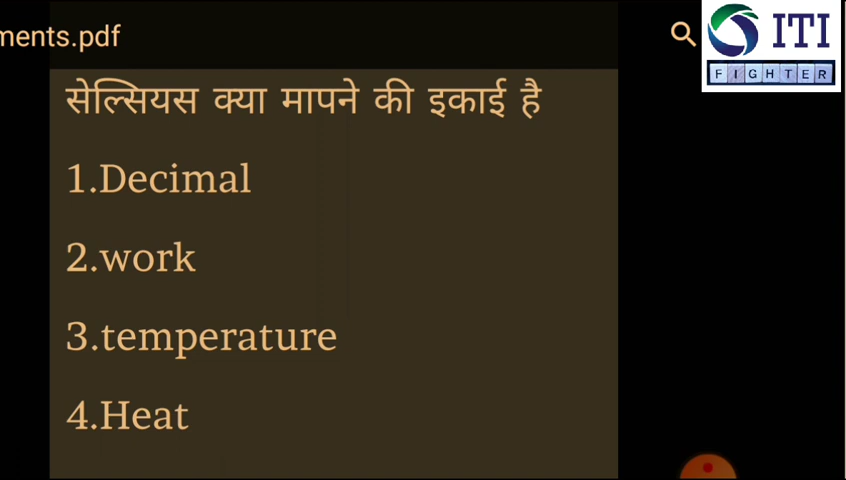 ments.pdf
ITI
FIGHTER
सेल्सियस क्या मापने की इकाई है
1.Decimal
2.work
3.temperature
4.Heat